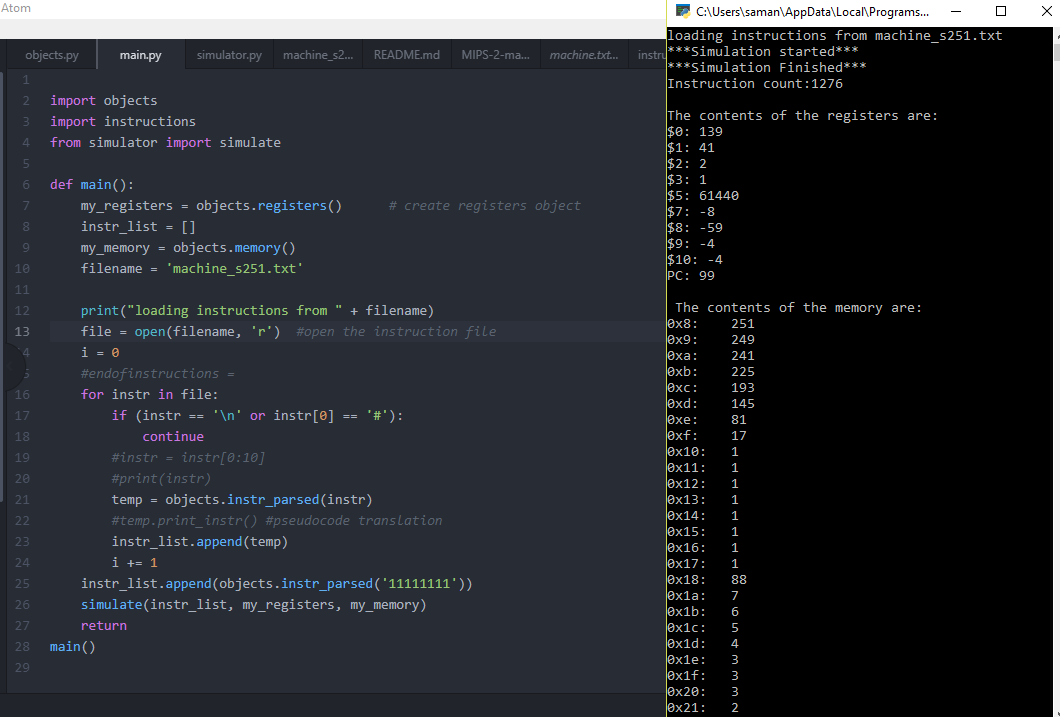 Atom
objects.py main.py simulator.py machine_s2... README.md MIPS-2-ma... machine.txt... instru
1
2 import objects
3 import instructions
4 from simulator import simulate
5
6 def main():
7 my_registers = objects.registers() # create registers object
8 instr_list = []
9 my_memory = objects.memory()
10 filename = 'machine_s251.txt'
11
12 print("loading instructions from " + filename)
13 file = open(filename, 'r') #open the instruction file
4 i = 0
5 #endofinstructions =
16 for instr in file:
17 if (instr == '\n' or instr[0] == '#'):
18 continue
19 #instr = instr[0:10]
20 #print(instr)
21 temp = objects.instr_parsed(instr)
22 #temp.print_instr() #pseudocode translation
23 instr_list.append(temp)
24 i += 1
25 instr_list.append(objects.instr_parsed('11111111'))
26 simulate(instr_list, my_registers, my_memory)
27 return
28 main()
29
C:\Users\saman\AppData\Local\Programs...
loading instructions from machine_s251.txt
***Simulation started***
***Simulation Finished***
Instruction count:1276
The contents of the registers are:
$0: 139
$1: 41
$2: 2
$3: 1
$5: 61440
$7: -8
$8: -59
$9: -4
$10: -4
PC: 99
The contents of the memory are:
0x8: 251
0x9: 249
0xa: 241
0xb: 225
0xc: 193
0xd: 145
0xe: 81
0xf: 17
0x10: 1
0x11: 1
0x12: 1
0x13: 1
0x14: 1
0x15: 1
0x16: 1
0x17: 1
0x18: 88
0x1a: 7
0x1b: 6
0x1c: 5
0x1d: 4
0x1e: 3
0x1f: 3
0x20: 3
0x21: 2